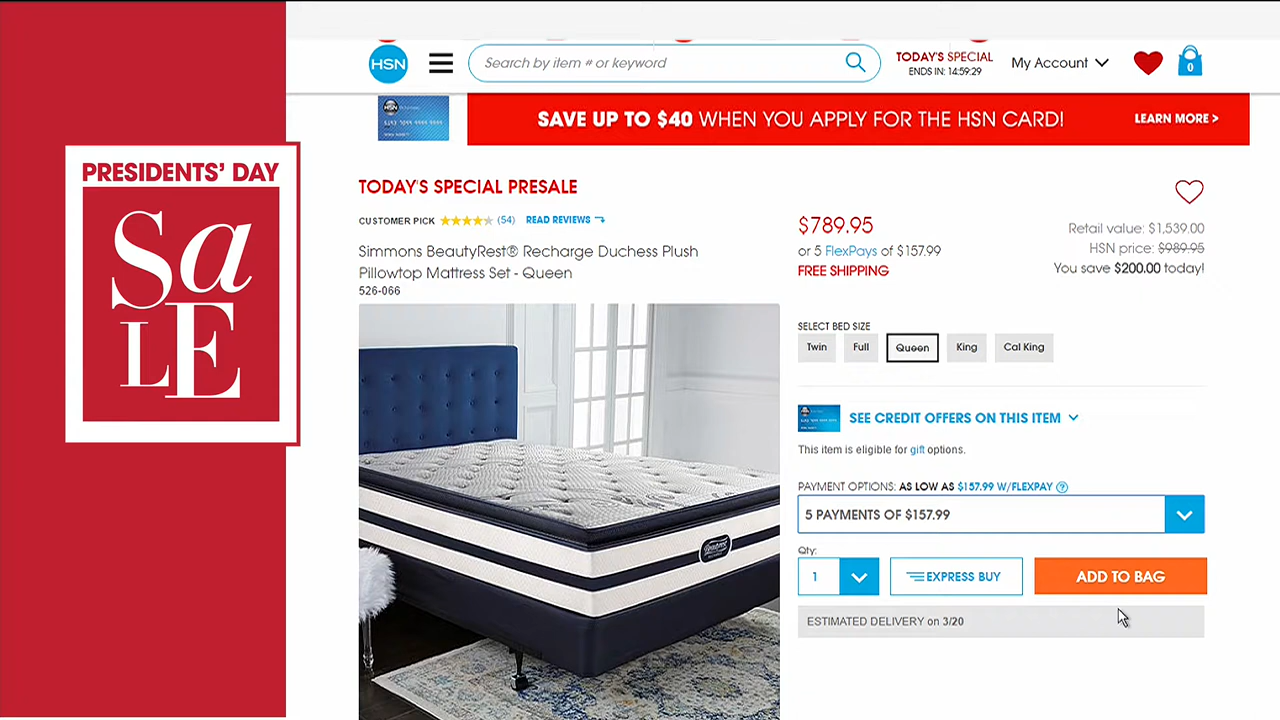 PRESIDENTS' DAY
SaLE
HSN
Search by item # or keyword
TODAY'S SPECIAL
ENDS IN: 14:59:29
My Account
0
HSN
SAVE UP TO $40 WHEN YOU APPLY FOR THE HSN CARD!
LEARN MORE >
TODAY'S SPECIAL PRESALE
CUSTOMER PICK (54) READ REVIEWS
Simmons BeautyRest® Recharge Duchess Plush
Pillowtop Mattress Set - Queen
526-066
$789.95
or 5 FlexPays of $157.99
FREE SHIPPING
Retail value: $1,539.00
HSN price: $989.95
You save $200.00 today!
SELECT BED SIZE
Twin Full Queen King Cal King
SEE CREDIT OFFERS ON THIS ITEM
This item is eligible for gift options.
PAYMENT OPTIONS: AS LOW AS $157.99 W/FLEXPAY ?
5 PAYMENTS OF $157.99
Qty:
1
EXPRESS BUY
ADD TO BAG
ESTIMATED DELIVERY on 3/20